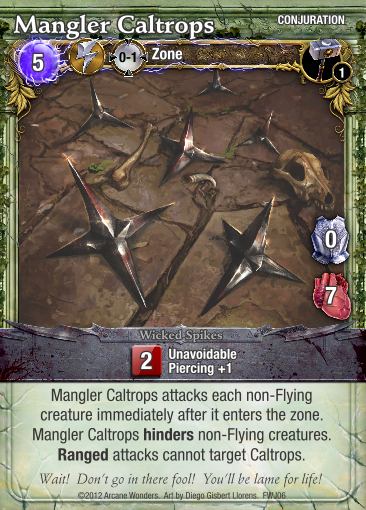 Mangler Caltrops
CONJURATION
5
0-1 Zone
1
0
7
Wicked Spikes
2 Unavoidable
Piercing +1
Mangler Caltrops attacks each non-Flying
creature immediately after it enters the zone.
Mangler Caltrops hinders non-Flying creatures.
Ranged attacks cannot target Caltrops.
Wait! Don't go in there fool! You'll be lame for life!
©2012 Arcane Wonders. Art by Diego Gisbert Llorens. FWJ06